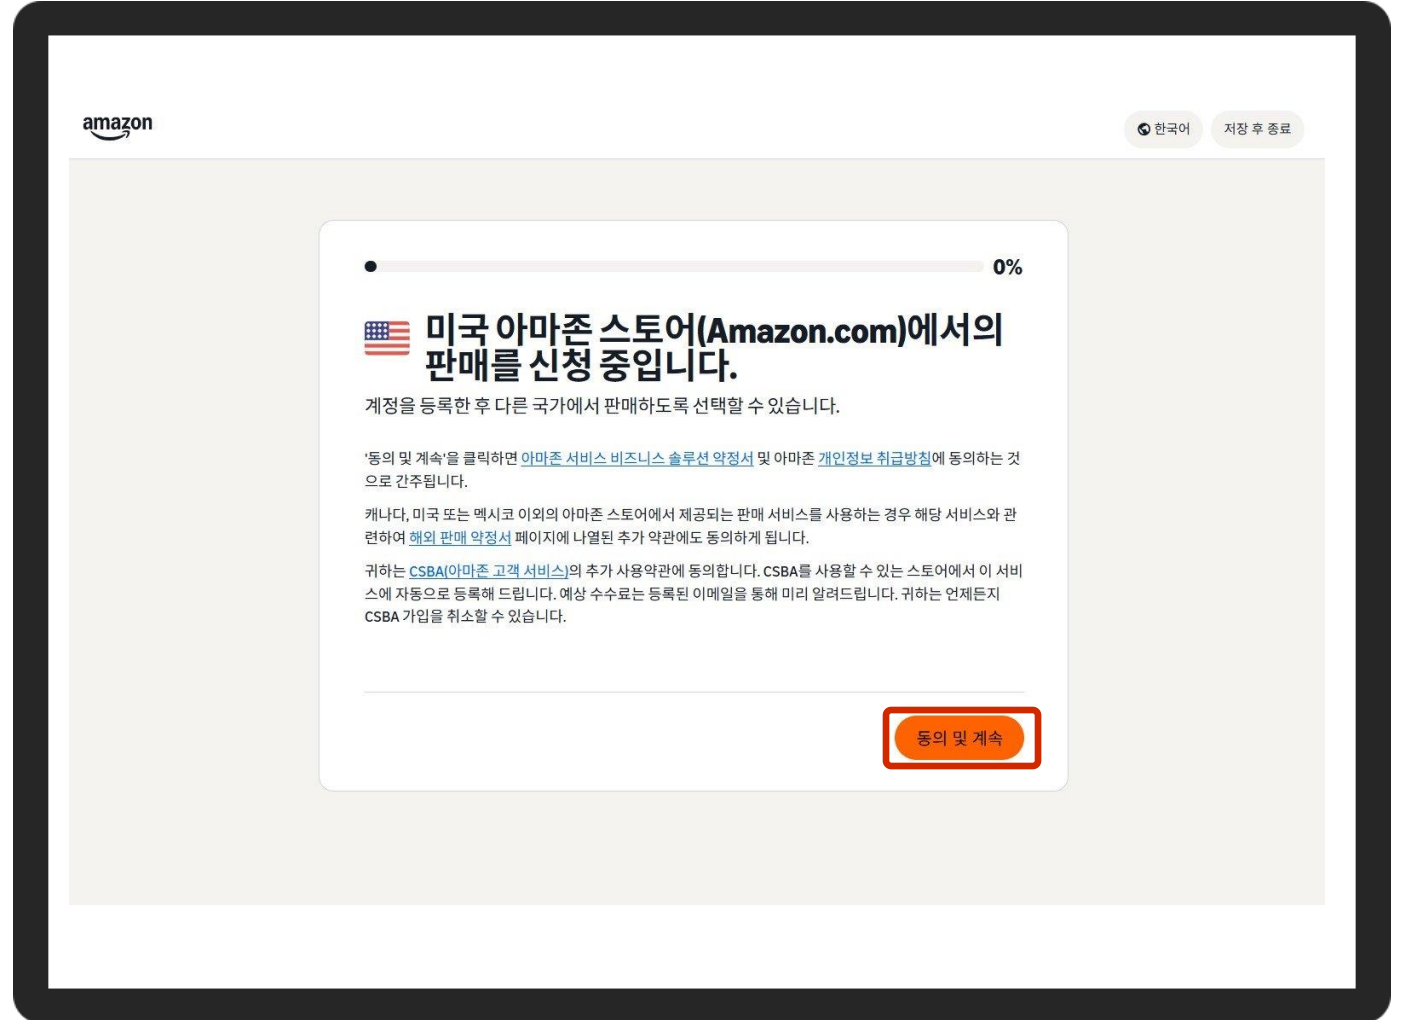 amazon
한국어
저장 후 종료
0%
미국 아마존 스토어(Amazon.com)에서의
판매를 신청 중입니다.
계정을 등록한 후 다른 국가에서 판매하도록 선택할 수 있습니다.
'동의 및 계속'을 클릭하면 아마존 서비스 비즈니스 솔루션 약정서 및 아마존 개인정보 취급방침에 동의하는 것
으로 간주됩니다.
캐나다, 미국 또는 멕시코 이외의 아마존 스토어에서 제공되는 판매 서비스를 사용하는 경우 해당 서비스와 관
련하여 해외 판매 약정서 페이지에 나열된 추가 약관에도 동의하게 됩니다.
귀하는 CSBA(아마존 고객 서비스)의 추가 사용약관에 동의합니다. CSBA를 사용할 수 있는 스토어에서 이 서비
스에 자동으로 등록해 드립니다. 예상 수수료는 등록된 이메일을 통해 미리 알려드립니다. 귀하는 언제든지
CSBA 가입을 취소할 수 있습니다.
동의 및 계속